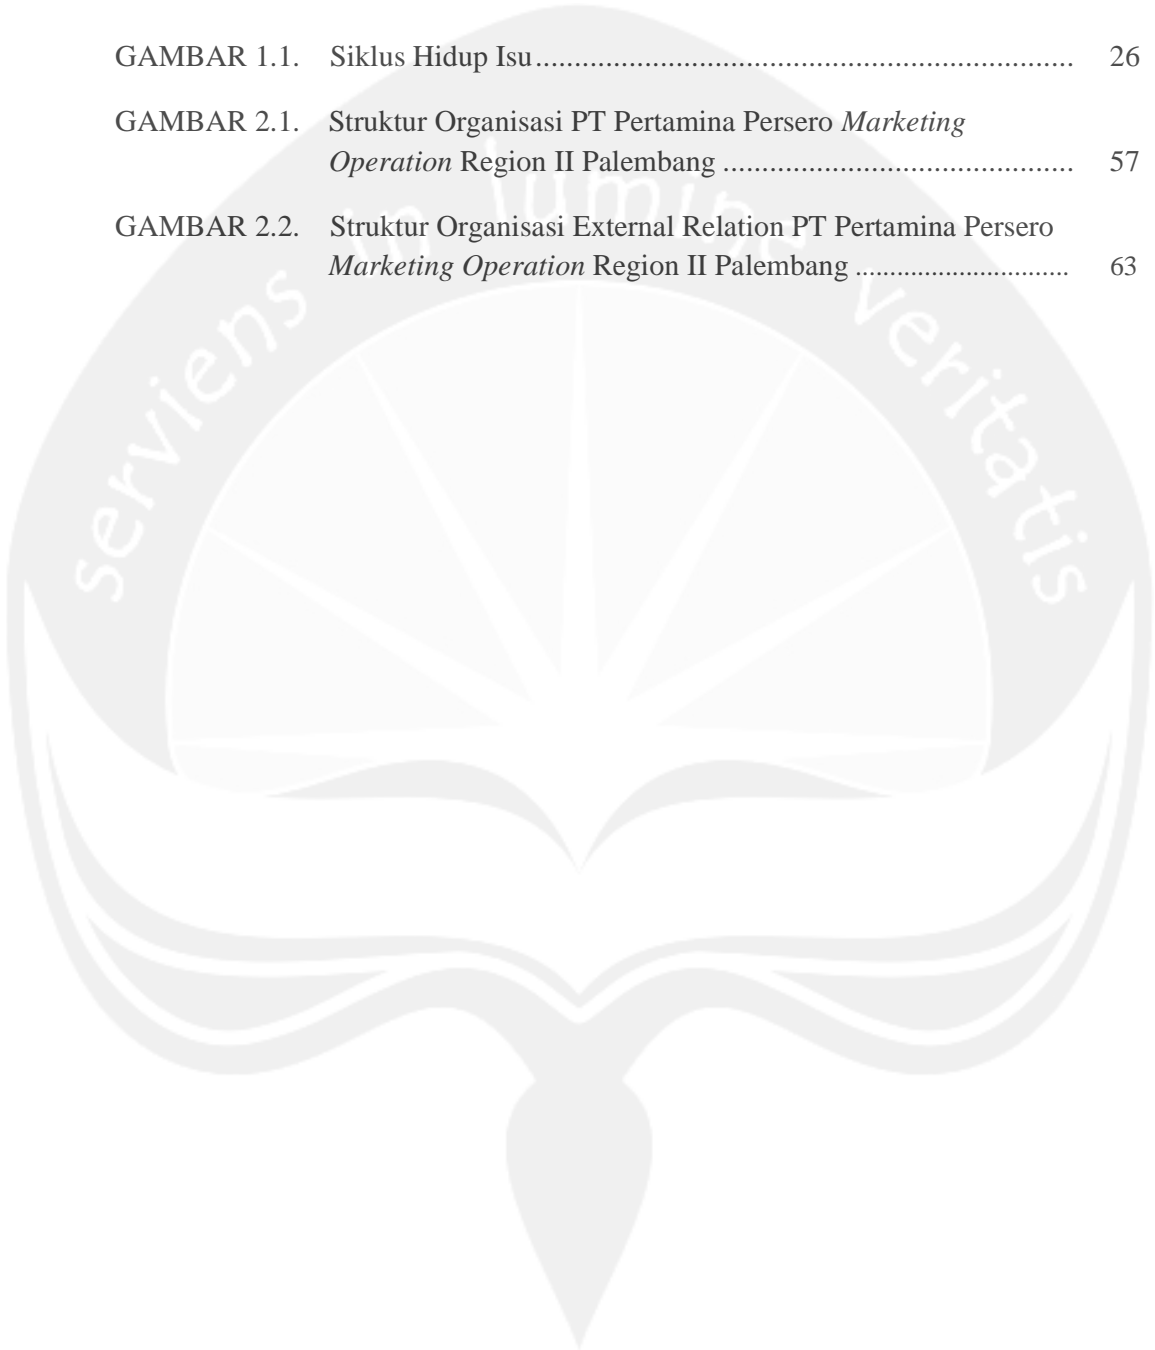 GAMBAR 1.1. Siklus Hidup Isu..................................................................... 26
GAMBAR 2.1. Struktur Organisasi PT Pertamina Persero Marketing
Operation Region II Palembang ............................................. 57
GAMBAR 2.2. Struktur Organisasi External Relation PT Pertamina Persero
Marketing Operation Region II Palembang ............................... 63
serviens in lumine veritatis